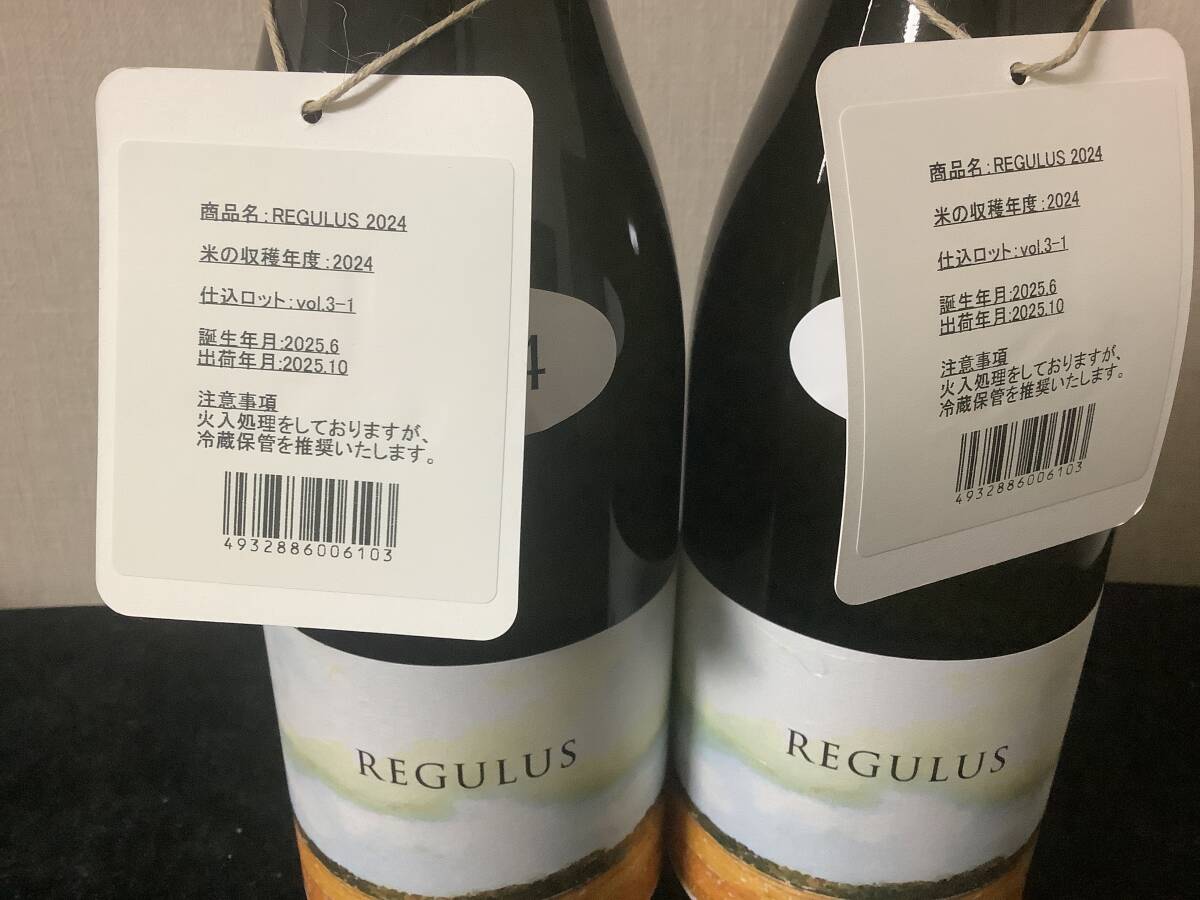 商品名:REGULUS 2024
米の収穫年度:2024
仕込ロット:vol.3-1
誕生年月:2025.6
出荷年月:2025.10
注意事項
火入処理をしておりますが、
冷蔵保管を推奨いたします。
4932886006103
4
REGULUS
商品名:REGULUS 2024
米の収穫年度:2024
仕込ロット:vol.3-1
誕生年月:2025.6
出荷年月:2025.10
注意事項
火入処理をしておりますが、
冷蔵保管を推奨いたします。
4932886006103
REGULUS